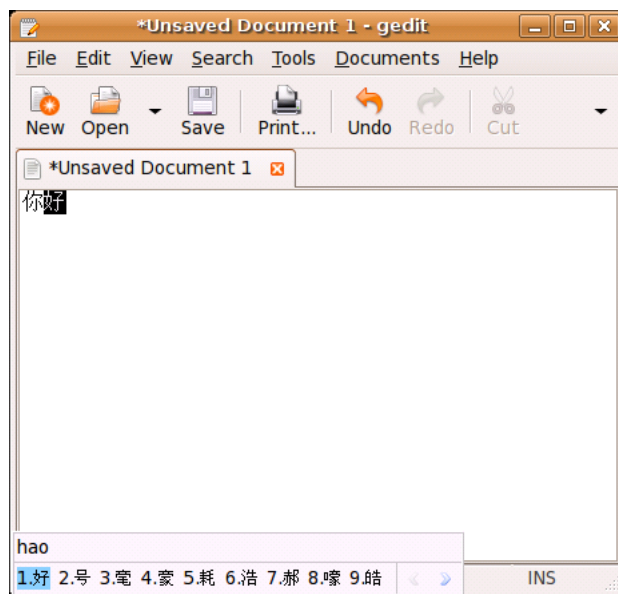 *Unsaved Document 1 - gedit
File Edit View Search Tools Documents Help
New Open Save Print... Undo Redo Cut
*Unsaved Document 1
你好
hao
1.好 2.号 3.毫 4.豪 5.耗 6.浩 7.郝 8.嚎 9.皓
INS